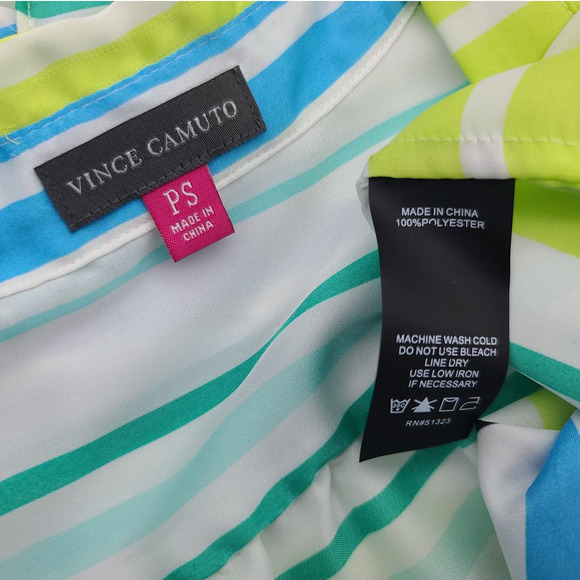 VINCE CAMUTO
PS
MADE IN
CHINA
MADE IN CHINA
100%POLYESTER
MACHINE WASH COLD
DO NOT USE BLEACH
LINE DRY
USE LOW IRON
IF NECESSARY
RN#51323